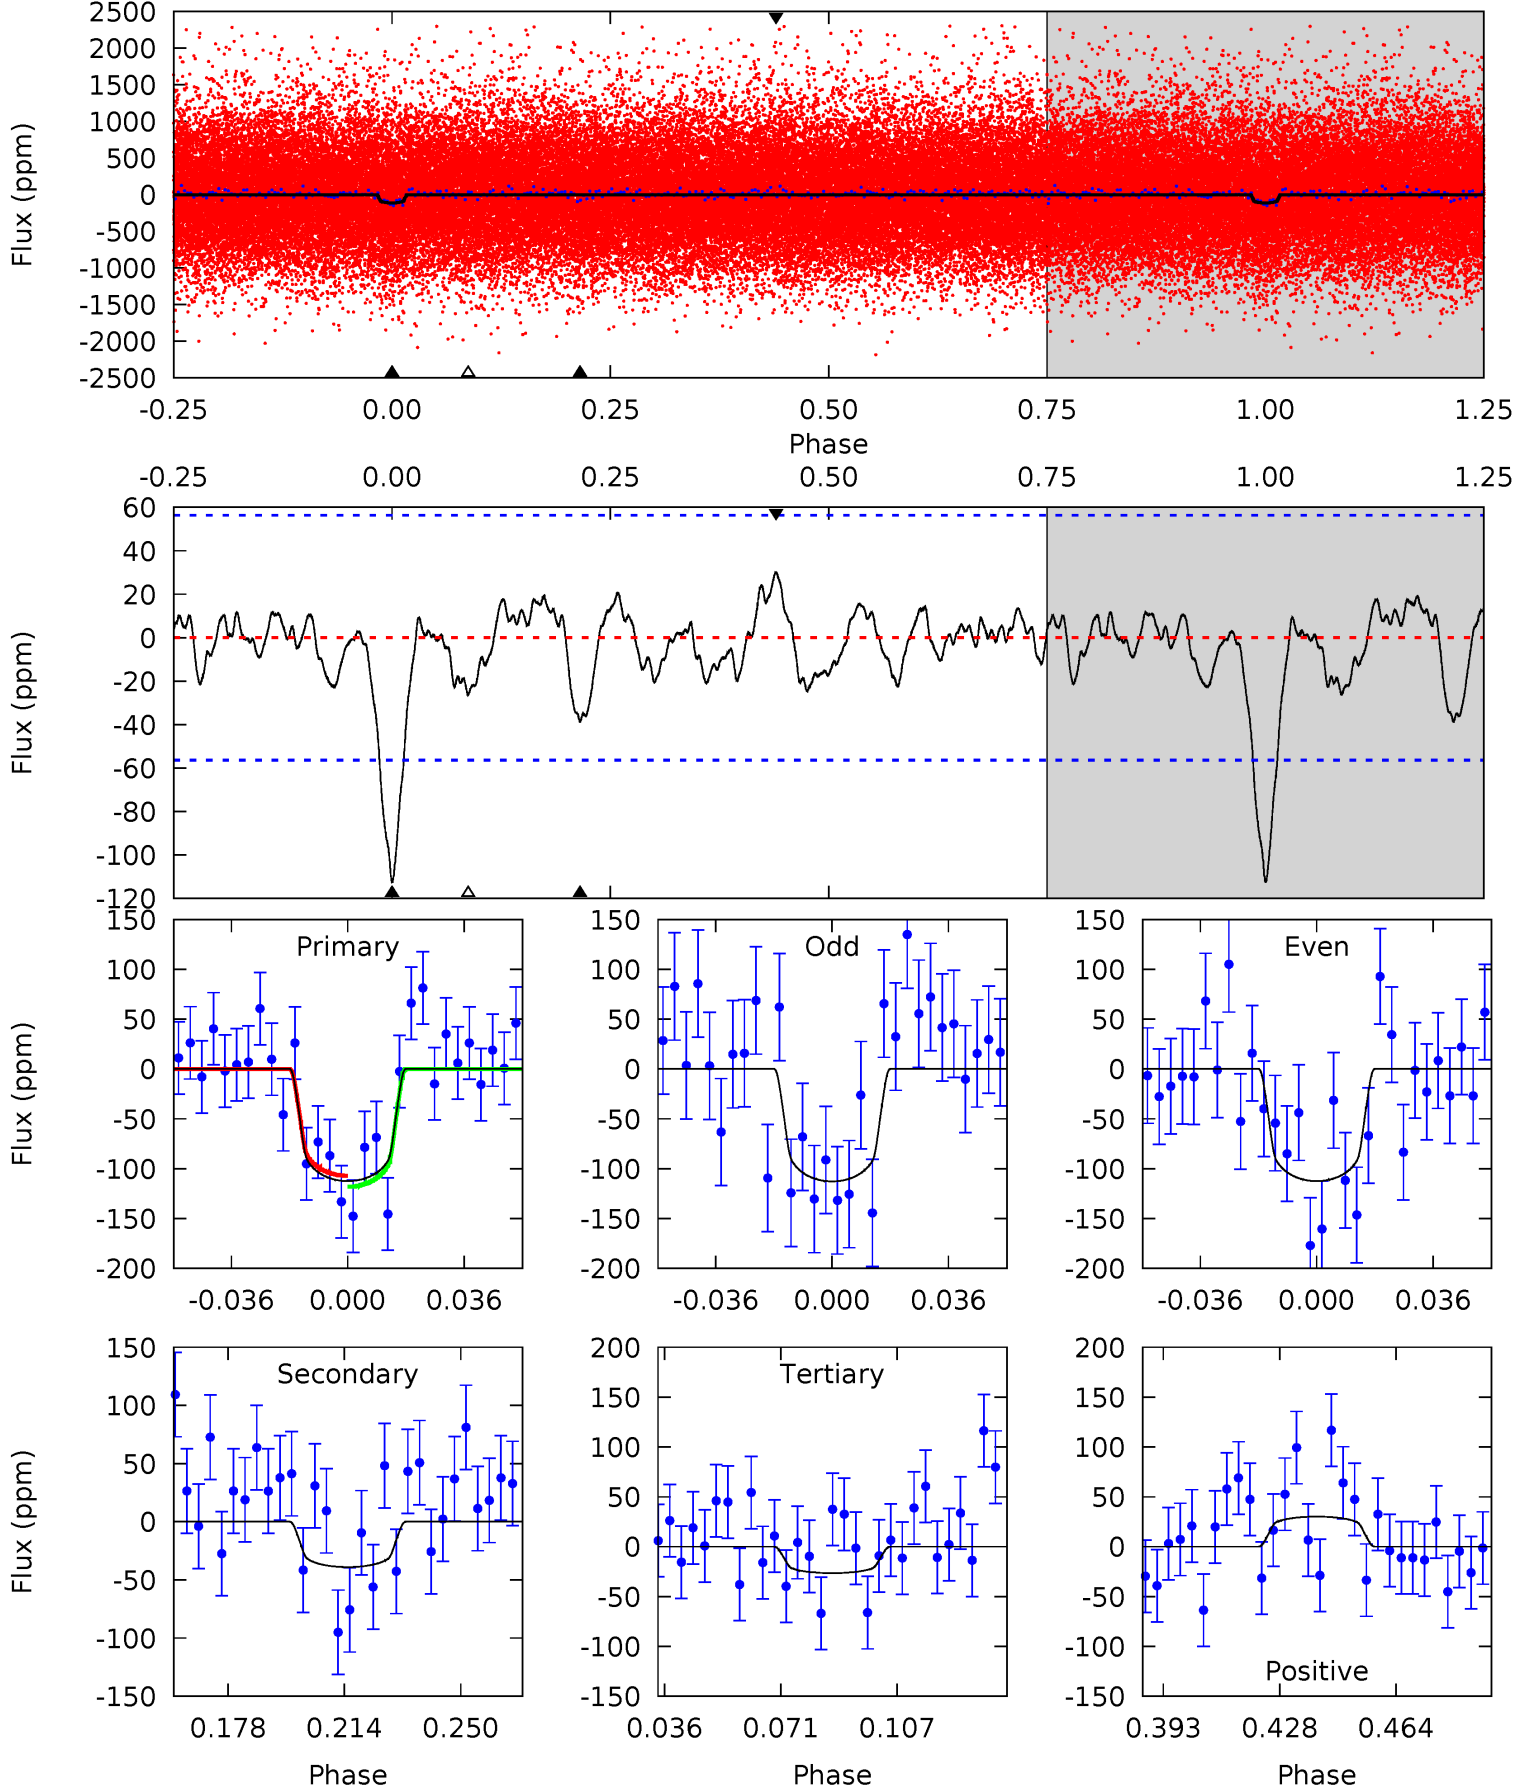 2500
2000
1500
1000
500
0
-500
-1000
-1500
-2000
-2500
Flux (ppm)
-0.25 0.00 0.25 0.50 0.75 1.00 1.25
Phase
-0.25 0.00 0.25 0.50 0.75 1.00 1.25
60
40
20
0
-20
-40
-60
-80
-100
-120
Flux (ppm)
Primary Odd Even
150 150 150
100 100 100
50 50 50
0 0 0
-50 -50 -50
-100 -100 -100
-150 -150 -150
-200 -200 -200
Flux (ppm)
-0.036 0.000 0.036 -0.036 0.000 0.036 -0.036 0.000 0.036
Secondary Tertiary
150 200 200
100 150 150
50 100 100
0 50 50
-50 0 0
-100 -50 -50
-150 -100 -100
-150 -150
Positive
Flux (ppm)
0.178 0.214 0.250 0.036 0.071 0.107 0.393 0.428 0.464
Phase Phase Phase